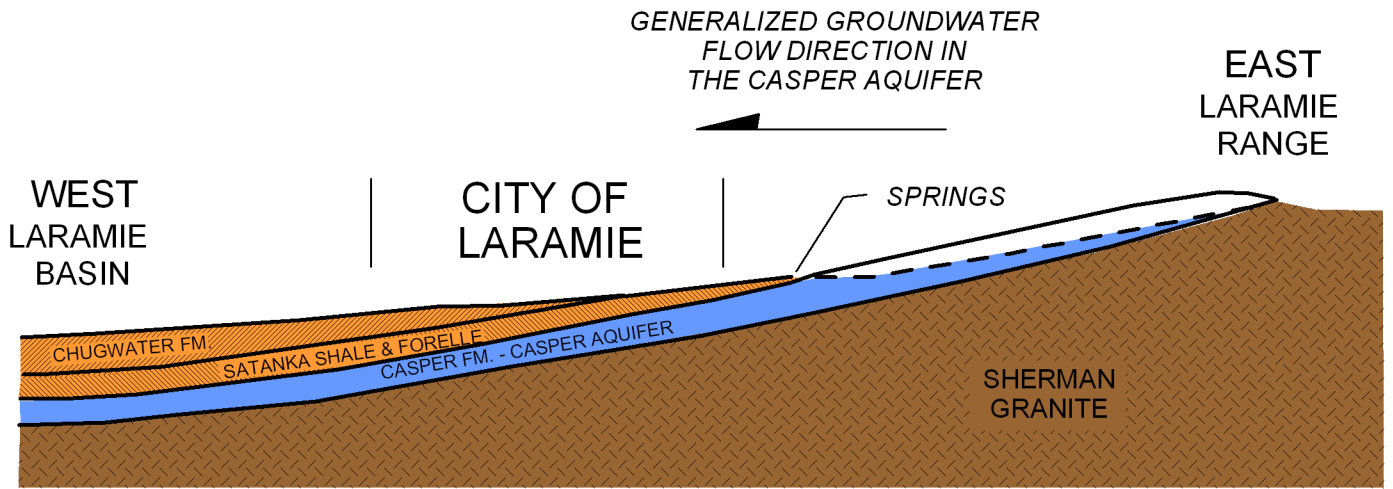 GENERALIZED GROUNDWATER
FLOW DIRECTION IN
THE CASPER AQUIFER
EAST
LARAMIE
RANGE
WEST
LARAMIE
BASIN
CITY OF
LARAMIE
SPRINGS
CHUGWATER FM.
SATANKA SHALE & FORELLE
CASPER FM. - CASPER AQUIFER
SHERMAN
GRANITE